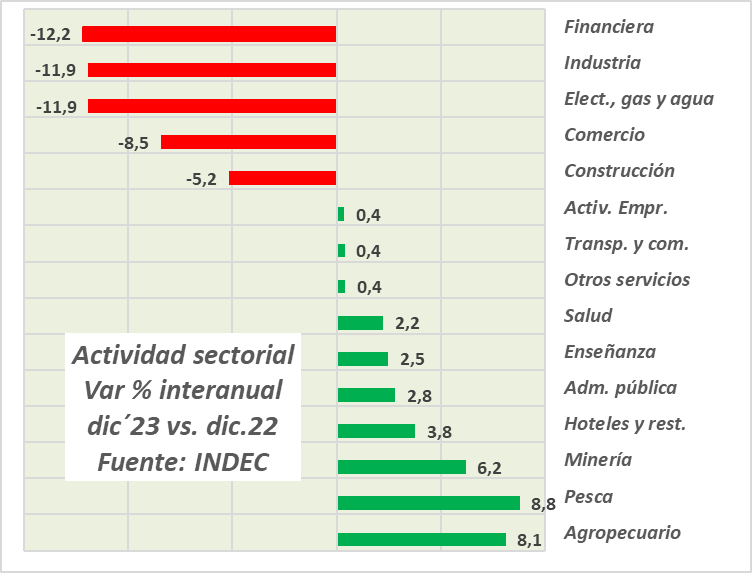 -12,2 Financiera
-11,9 Industria
-11,9 Elect., gas y agua
-8,5 Comercio
-5,2 Construcción
0,4 Activ. Empr.
0,4 Transp. y com.
0,4 Otros servicios
2,2 Salud
2,5 Enseñanza
2,8 Adm. pública
3,8 Hoteles y rest.
6,2 Minería
8,8 Pesca
8,1 Agropecuario
Actividad sectorial
Var % interanual
dic´23 vs. dic.22
Fuente: INDEC